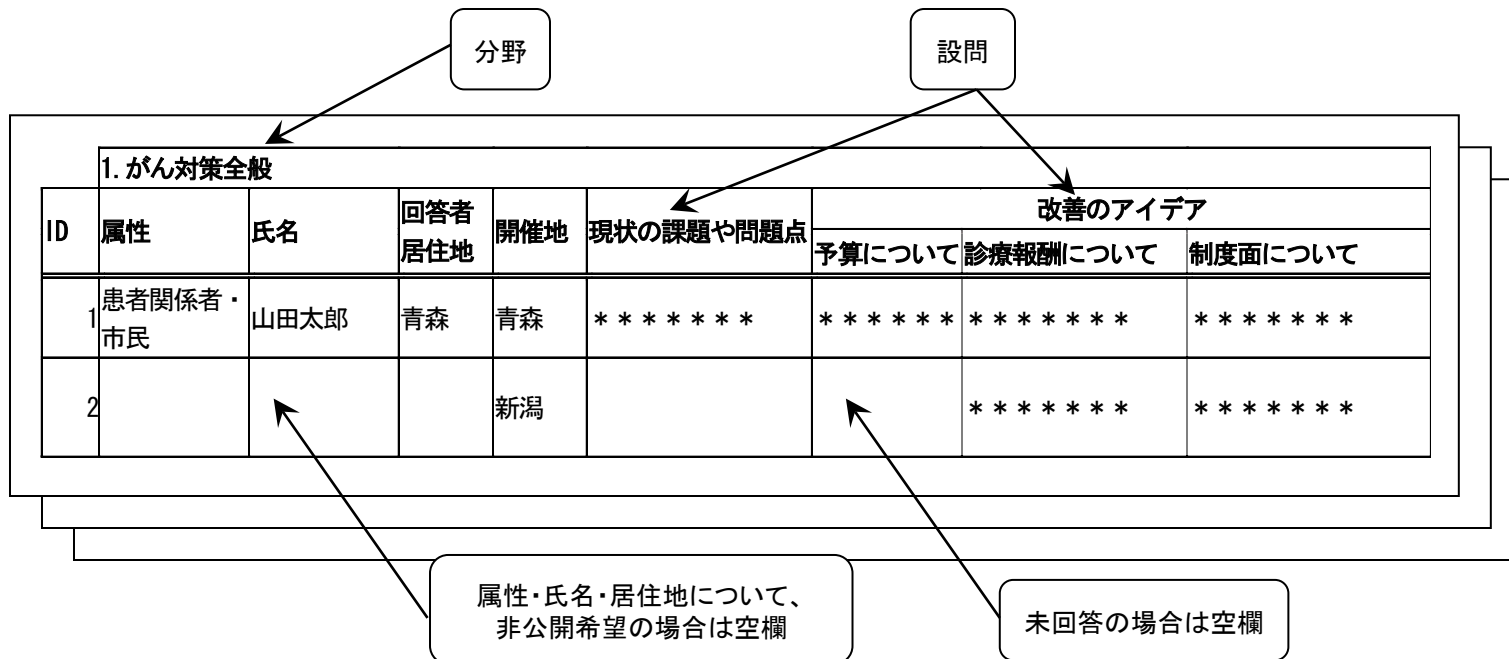 分野
設問
1.がん対策全般
ID
属性
氏名
回答者
居住地
開催地
現状の課題や問題点
改善のアイデア
予算について
診療報酬について
制度面について
1
患者関係者・
市民
山田太郎
青森
青森
*******
******
*******
*******
2
新潟
*******
*******
属性・氏名・居住地について、
非公開希望の場合は空欄
未回答の場合は空欄